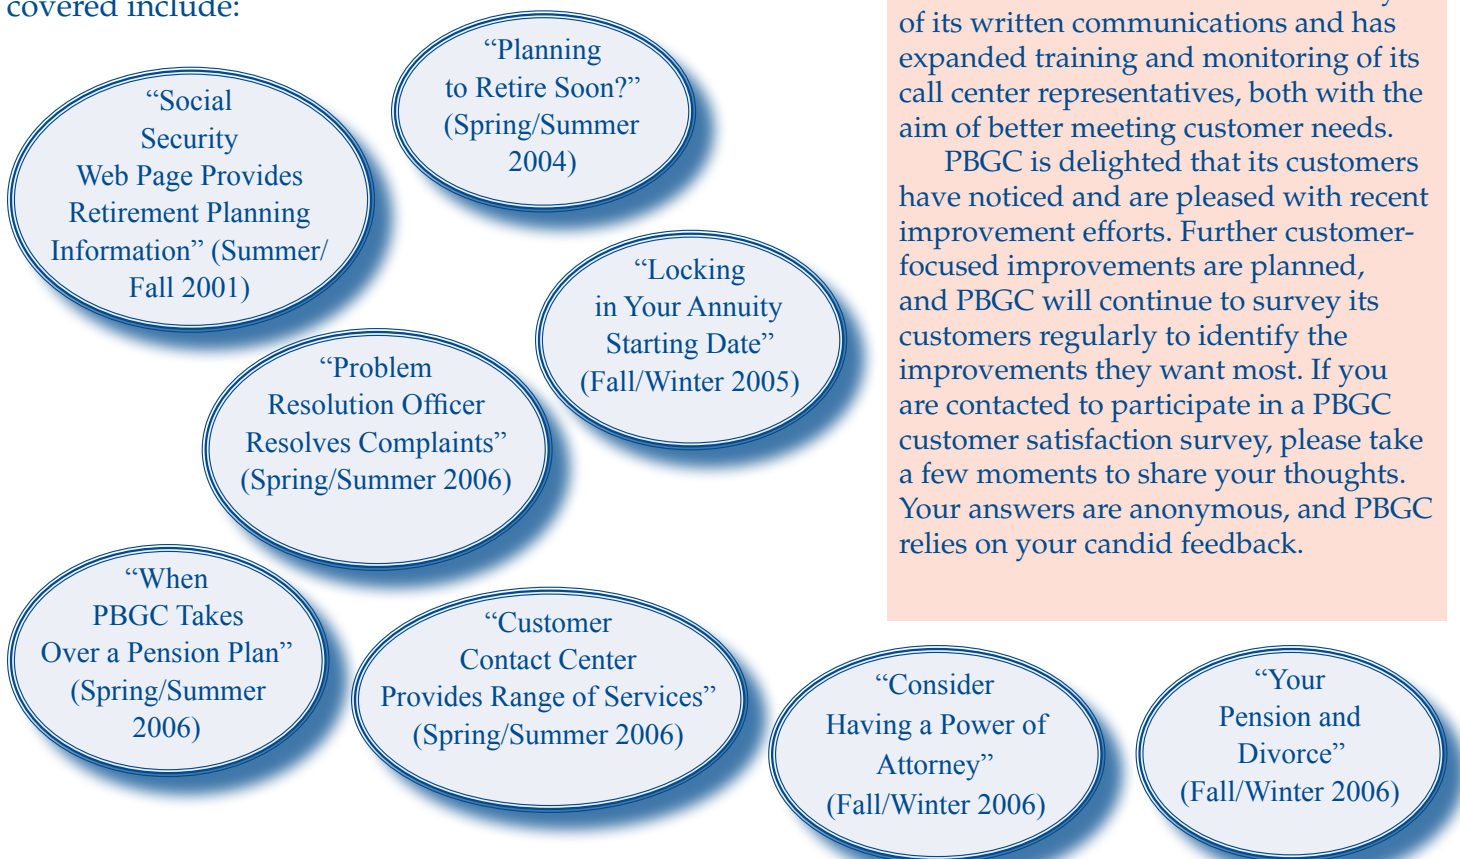 covered include:
“Planning
to Retire Soon?”
(Spring/Summer
2004)
“Social
Security
Web Page Provides
Retirement Planning
Information” (Summer/
Fall 2001)
“Locking
in Your Annuity
Starting Date”
(Fall/Winter 2005)
“Problem
Resolution Officer
Resolves Complaints”
(Spring/Summer 2006)
“When
PBGC Takes
Over a Pension Plan”
(Spring/Summer
2006)
“Customer
Contact Center
Provides Range of Services”
(Spring/Summer 2006)
“Consider
Having a Power of
Attorney”
(Fall/Winter 2006)
“Your
Pension and
Divorce”
(Fall/Winter 2006)
of its written communications and has
expanded training and monitoring of its
call center representatives, both with the
aim of better meeting customer needs.
PBGC is delighted that its customers
have noticed and are pleased with recent
improvement efforts. Further customer-
focused improvements are planned,
and PBGC will continue to survey its
customers regularly to identify the
improvements they want most. If you
are contacted to participate in a PBGC
customer satisfaction survey, please take
a few moments to share your thoughts.
Your answers are anonymous, and PBGC
relies on your candid feedback.